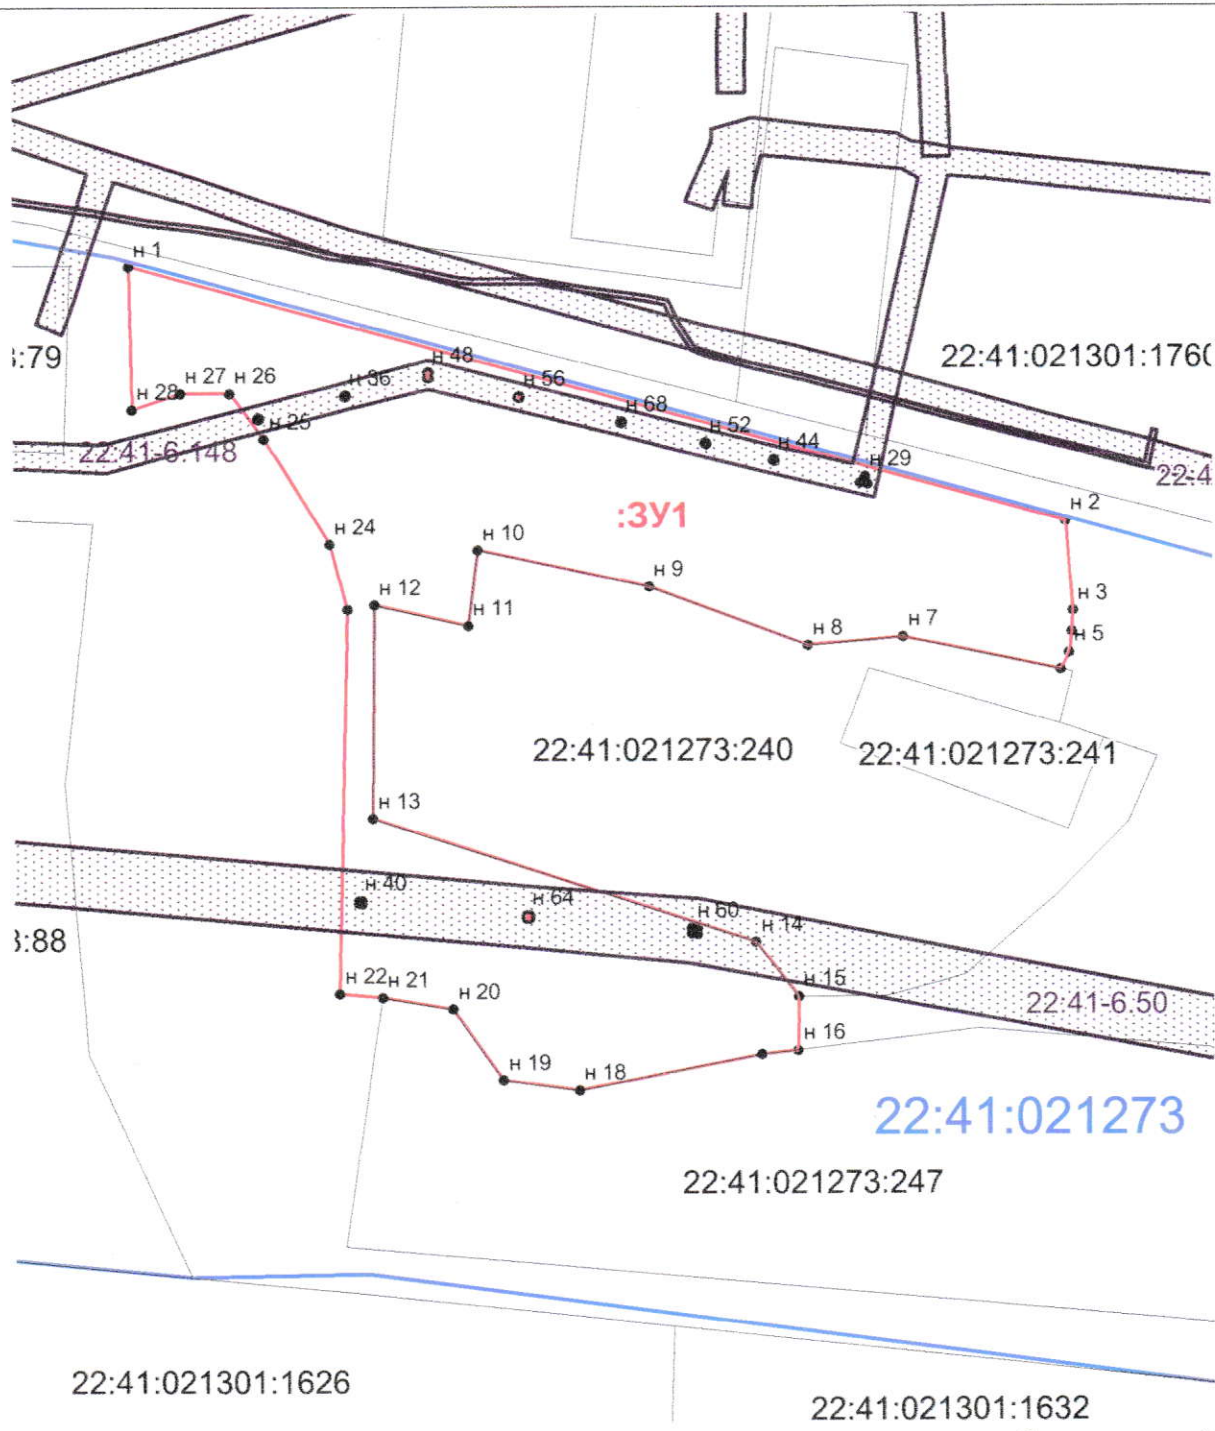 н 1
22:41:021301:1760
:79
н 48
н 27
н 26
н 28
н 36
н 56
н 68
н 25
22:41-6.148
н 52
н 44
н 29
22-4
н 2
:ЗУ1
н 24
н 10
н 9
н 12
н 11
н 3
н 8
н 7
н 5
22:41:021273:240
22:41:021273:241
н 13
н 40
н 64
н 60
н 14
:88
н 22
н 21
н 20
н 15
22:41-6.50
н 16
н 19
н 18
22:41:021273
22:41:021273:247
22:41:021301:1626
22:41:021301:1632